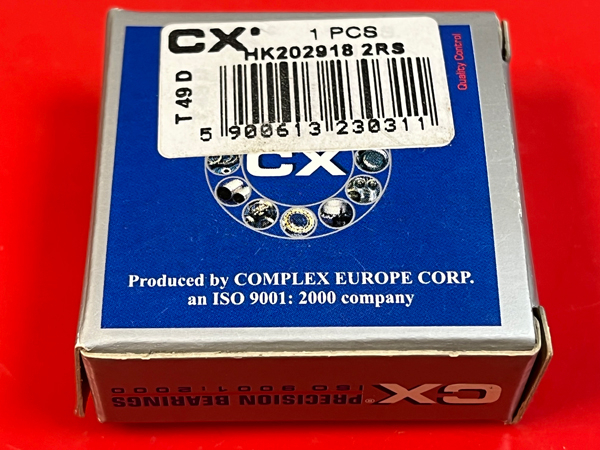 CX
1 PCS
HK202918 2RS
T 49 D
5 900613 230311
Quality Control
CX
Produced by COMPLEX EUROPE CORP.
an ISO 9001: 2000 company
CX® PRECISION BEARINGS
ISO 9001:2000